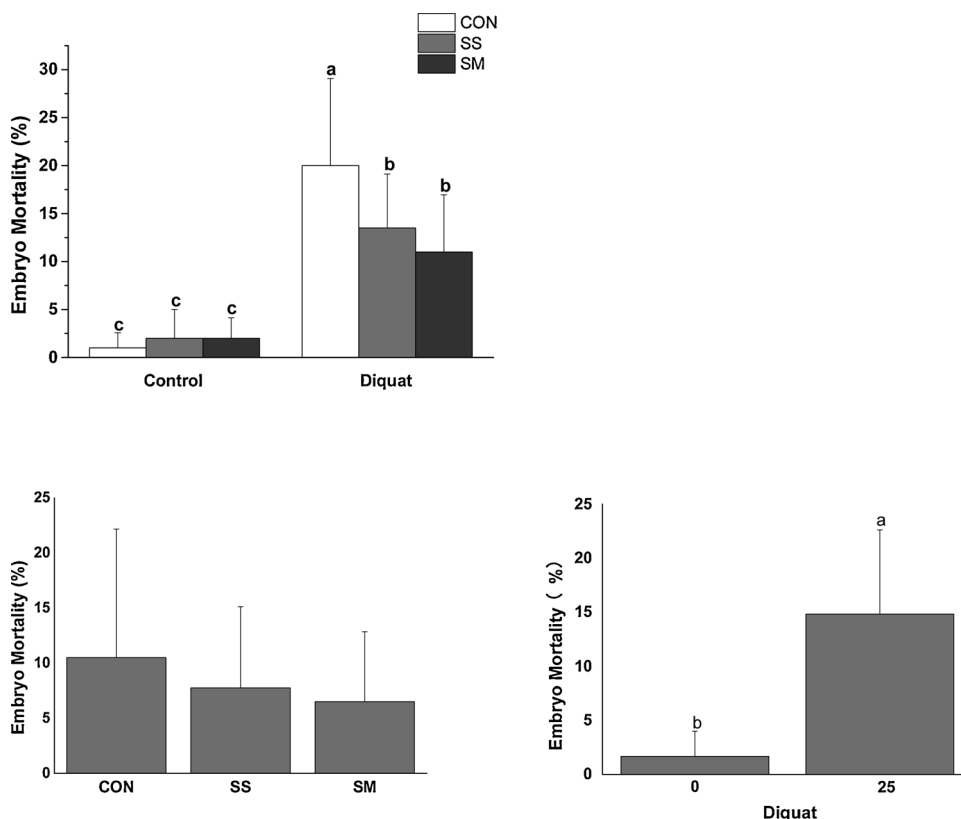 CON
SS
SM
Embryo Mortality (%)
30
25
20
15
10
5
0
c
c
c
a
b
b
Control
Diquat
Embryo Mortality (%)
25
20
15
10
5
0
CON
SS
SM
Embryo Mortality ( %)
25
20
15
10
5
0
b
a
0
25
Diquat